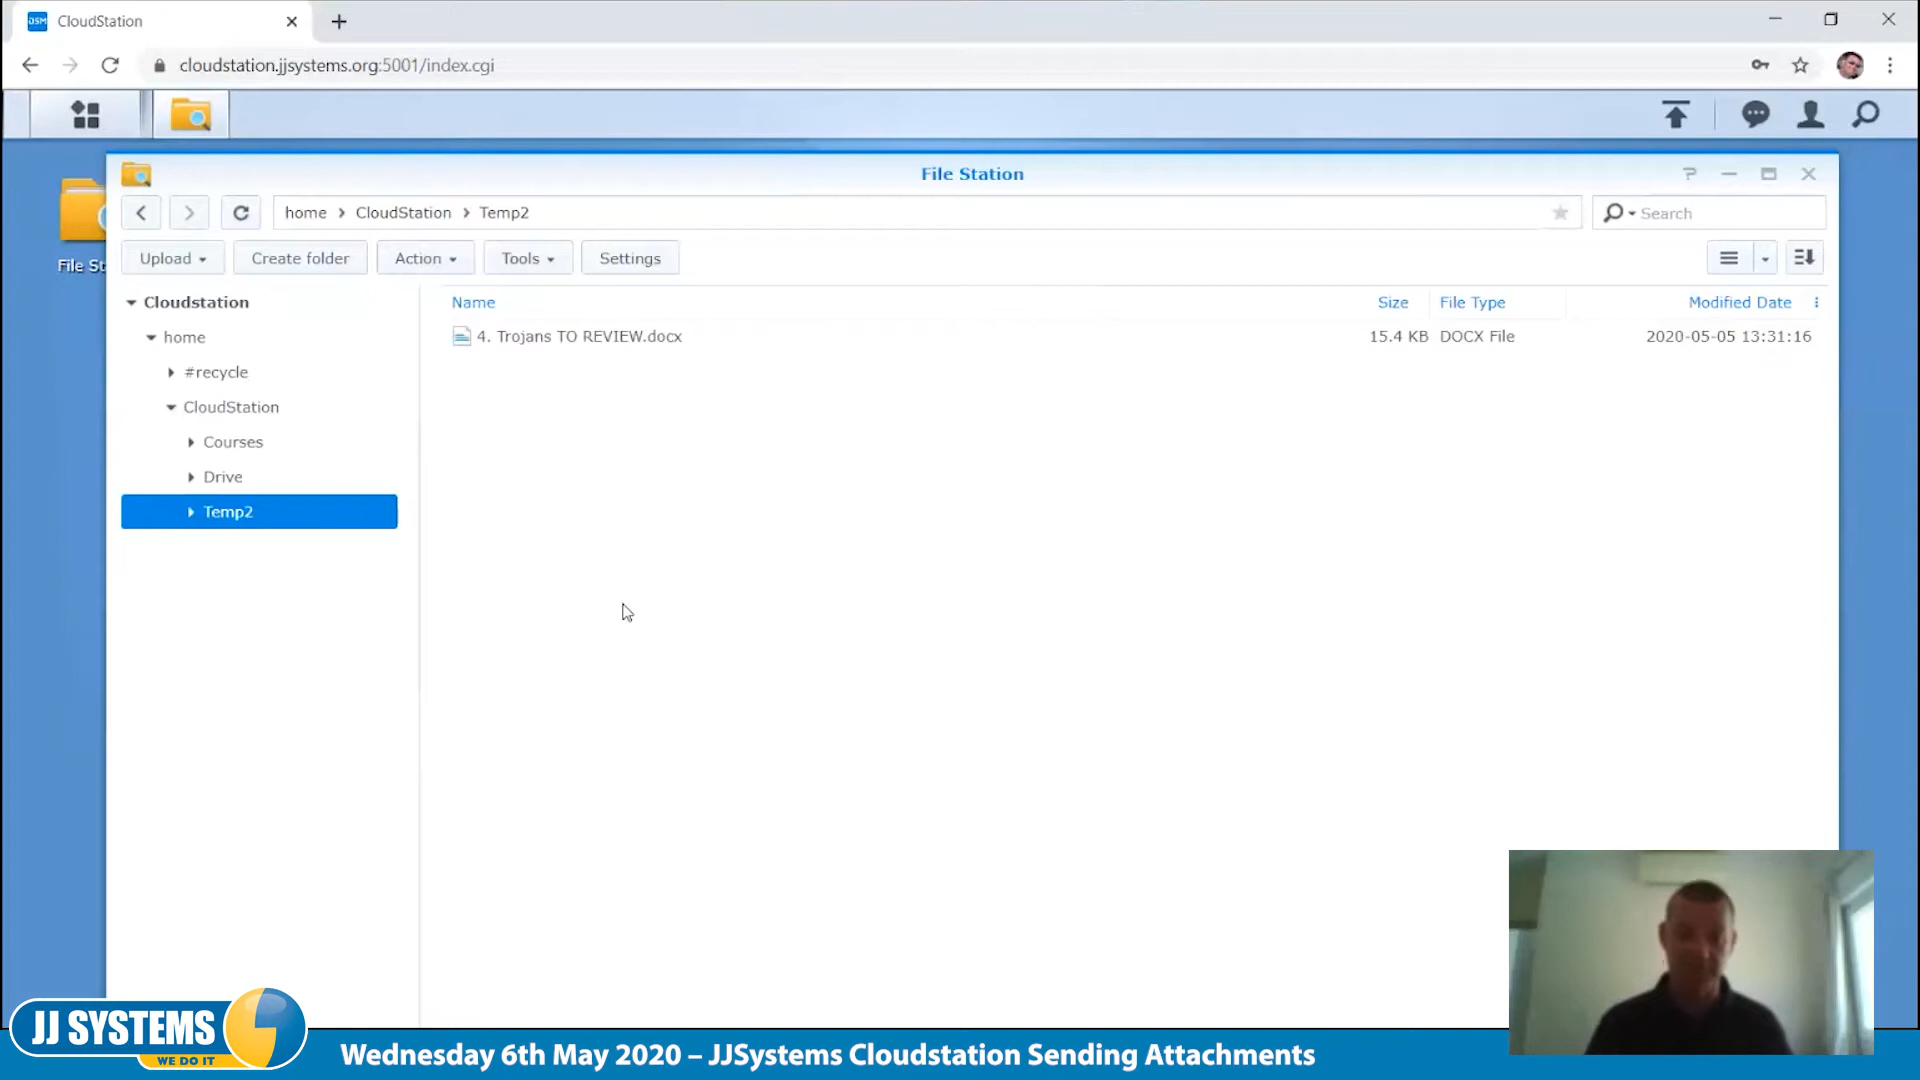 CloudStation
cloudstation.jjsystems.org:5001/index.cgi
File Station
File St
home CloudStation Temp2
Search
Upload Create folder Action Tools Settings
Cloudstation
home
#recycle
CloudStation
Courses
Drive
Temp2
Name Size File Type Modified Date
4. Trojans TO REVIEW.docx 15.4 KB DOCX File 2020-05-05 13:31:16
JJ SYSTEMS
WE DO IT
Wednesday 6th May 2020 – JJSystems Cloudstation Sending Attachments